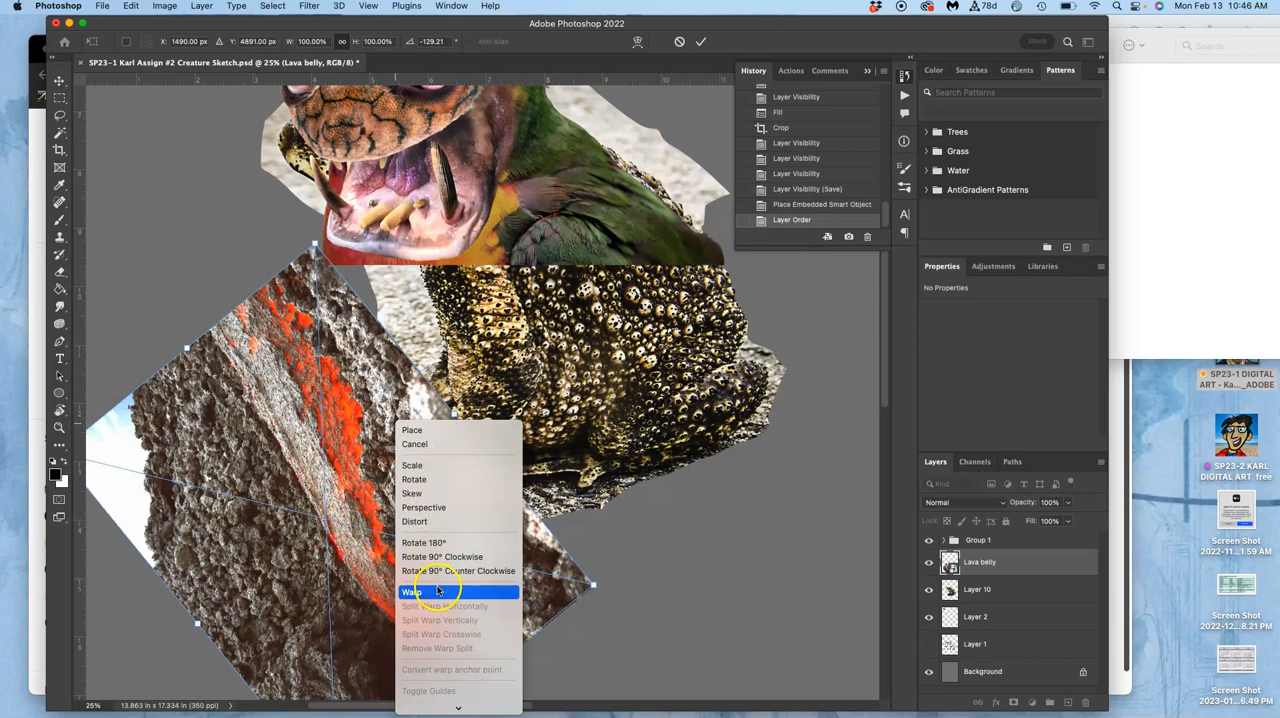 Photoshop File Edit Image Layer Type Select Filter 3D View Plugins Window Help 78d Mon Feb 13 10:46 AM
Adobe Photoshop 2022
X: 1490.00 px Y: 4891.00 px W: 100.00% H: 100.00% -129.21 ° Anti-alias Share
SP23-1 Karl Assign #2 Creature Sketch.psd @ 25% (Lava belly, RGB/8) *
Search
History Actions Comments
Layer Visibility
Fill
Crop
Layer Visibility
Layer Visibility
Layer Visibility
Layer Visibility (Save)
Place Embedded Smart Object
Layer Order
Color Swatches Gradients Patterns
Search Patterns
Trees
Grass
Water
AntiGradient Patterns
Properties Adjustments Libraries
No Properties
Place
Cancel
Scale
Rotate
Skew
Perspective
Distort
Rotate 180°
Rotate 90° Clockwise
Rotate 90° Counter Clockwise
Warp
Split Warp Horizontally
Split Warp Vertically
Split Warp Crosswise
Remove Warp Split
Convert warp anchor point
Toggle Guides
Layers Channels Paths
Kind
Normal Opacity: 100%
Lock: Fill: 100%
Group 1
Lava belly
Layer 10
Layer 2
Layer 1
Background
SP23-1 DIGITAL
ART - Ka..._ADOBE
SP23-2 KARL
DIGITAL ART free
Screen Shot
2022-11...1.59 AM
Screen Shot
2022-12...8.21 PM
Screen Shot
2023-01...6.49 PM
25% 13.863 in x 17.334 in (350 ppi)